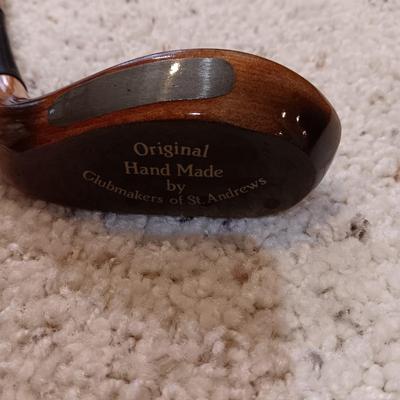 Original
Hand Made
by
Clubmakers of St. Andrews